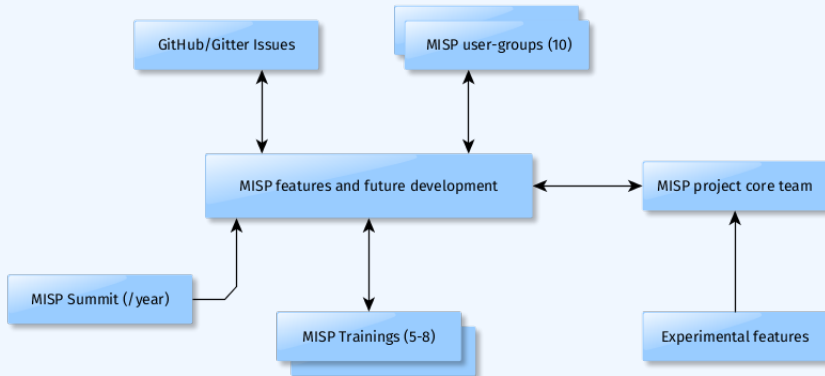 GitHub/Gitter Issues
MISP user-groups (10)
MISP features and future development
MISP project core team
MISP Summit (/year)
MISP Trainings (5-8)
Experimental features